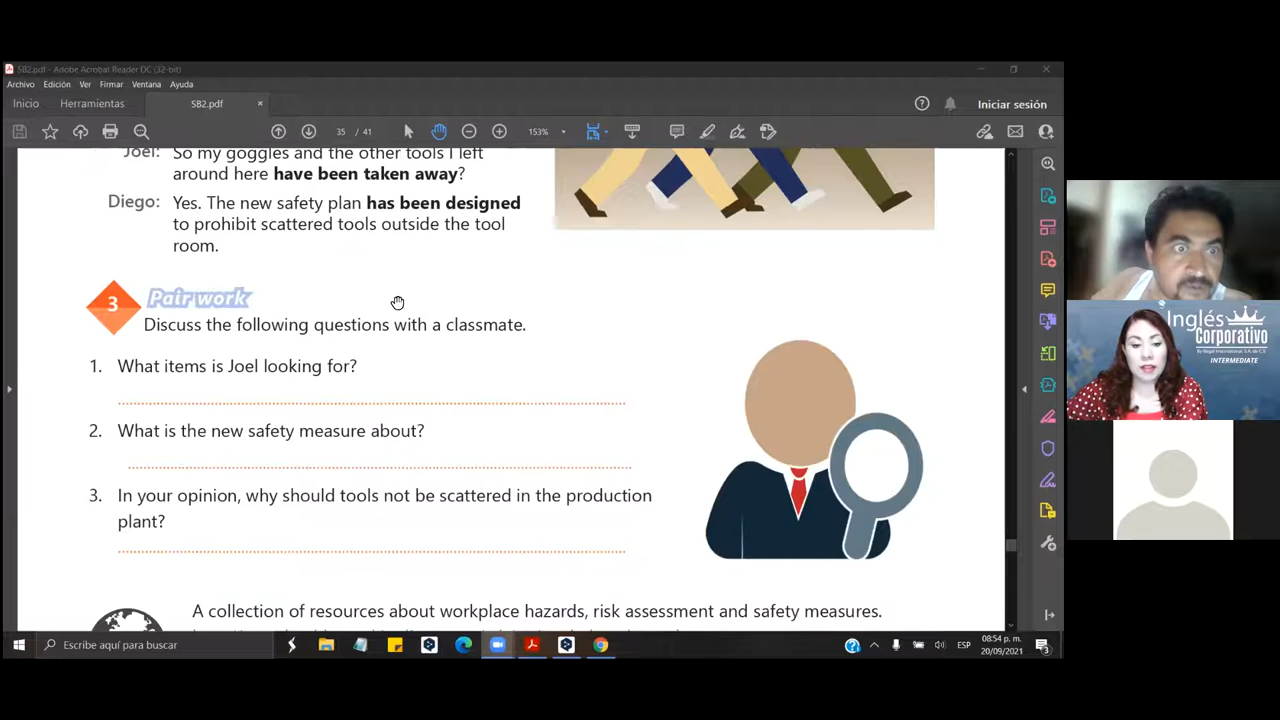 SB2.pdf - Adobe Acrobat Reader DC (32-bit)
Archivo Edición Ver Firmar Ventana Ayuda
Inicio Herramientas SB2.pdf × Iniciar sesión
35 / 41 153%
Joel: So my goggles and the other tools I left
around here have been taken away?
Diego: Yes. The new safety plan has been designed
to prohibit scattered tools outside the tool
room.
3 Pair work
Discuss the following questions with a classmate.
1. What items is Joel looking for?
2. What is the new safety measure about?
3. In your opinion, why should tools not be scattered in the production
plant?
A collection of resources about workplace hazards, risk assessment and safety measures.
Inglés
Corporativo
INTERMEDIATE
Escribe aquí para buscar
ESP
08:54 p. m.
20/09/2021
3